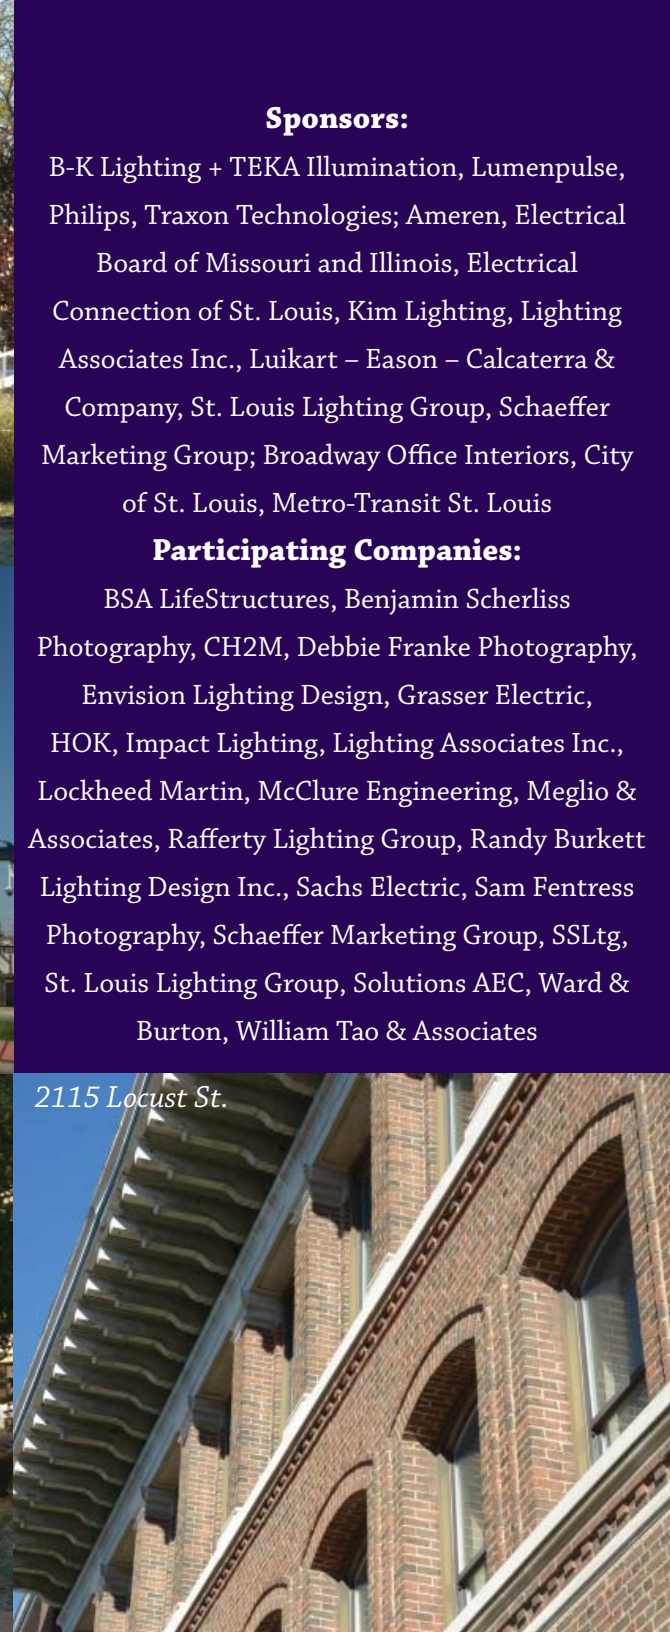 Sponsors:
B-K Lighting + TEKA Illumination, Lumenpulse,
Philips, Traxon Technologies; Ameren, Electrical
Board of Missouri and Illinois, Electrical
Connection of St. Louis, Kim Lighting, Lighting
Associates Inc., Luikart – Eason – Calcaterra &
Company, St. Louis Lighting Group, Schaeffer
Marketing Group; Broadway Office Interiors, City
of St. Louis, Metro-Transit St. Louis
Participating Companies:
BSA LifeStructures, Benjamin Scherliss
Photography, CH2M, Debbie Franke Photography,
Envision Lighting Design, Grasser Electric,
HOK, Impact Lighting, Lighting Associates Inc.,
Lockheed Martin, McClure Engineering, Meglio &
Associates, Rafferty Lighting Group, Randy Burkett
Lighting Design Inc., Sachs Electric, Sam Fentress
Photography, Schaeffer Marketing Group, SSLtg,
St. Louis Lighting Group, Solutions AEC, Ward &
Burton, William Tao & Associates
2115 Locust St.